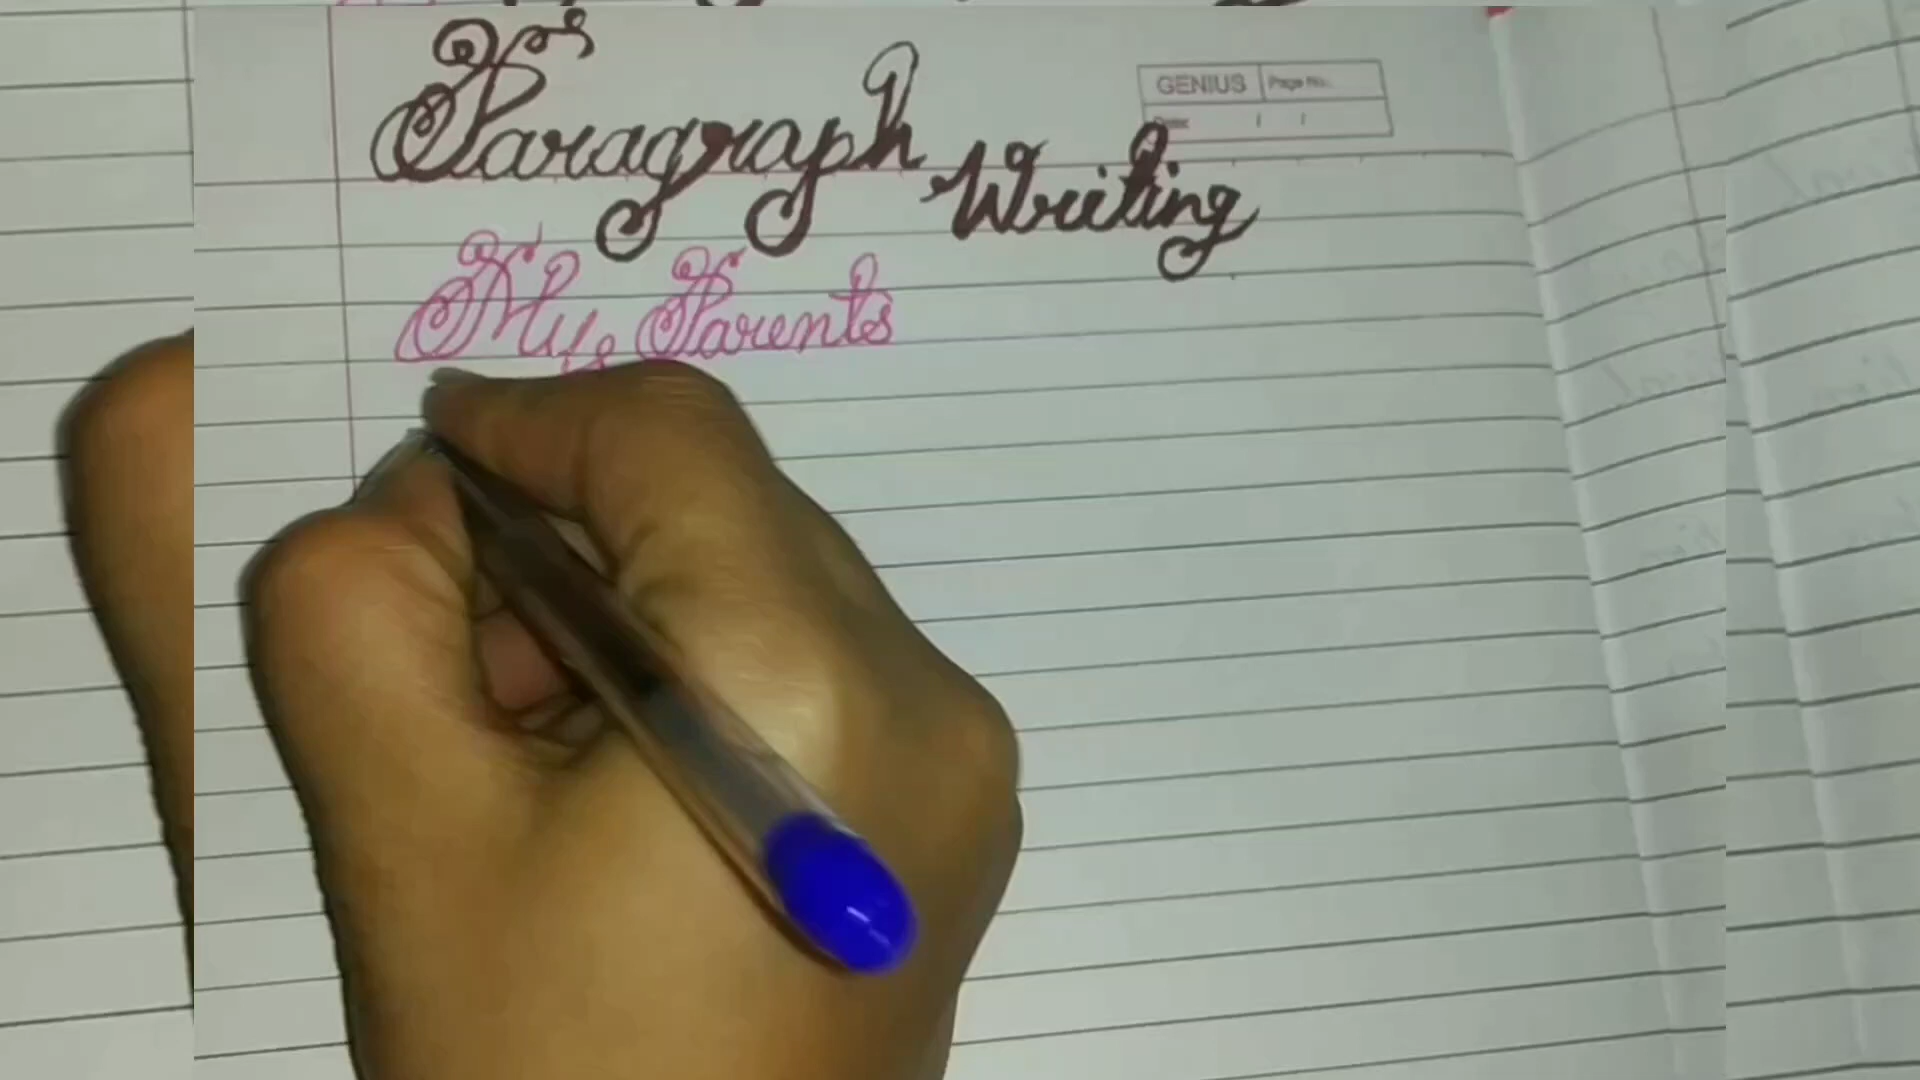 Paragraph Writing
GENIUS Page No.:
Date: / /
My Parents